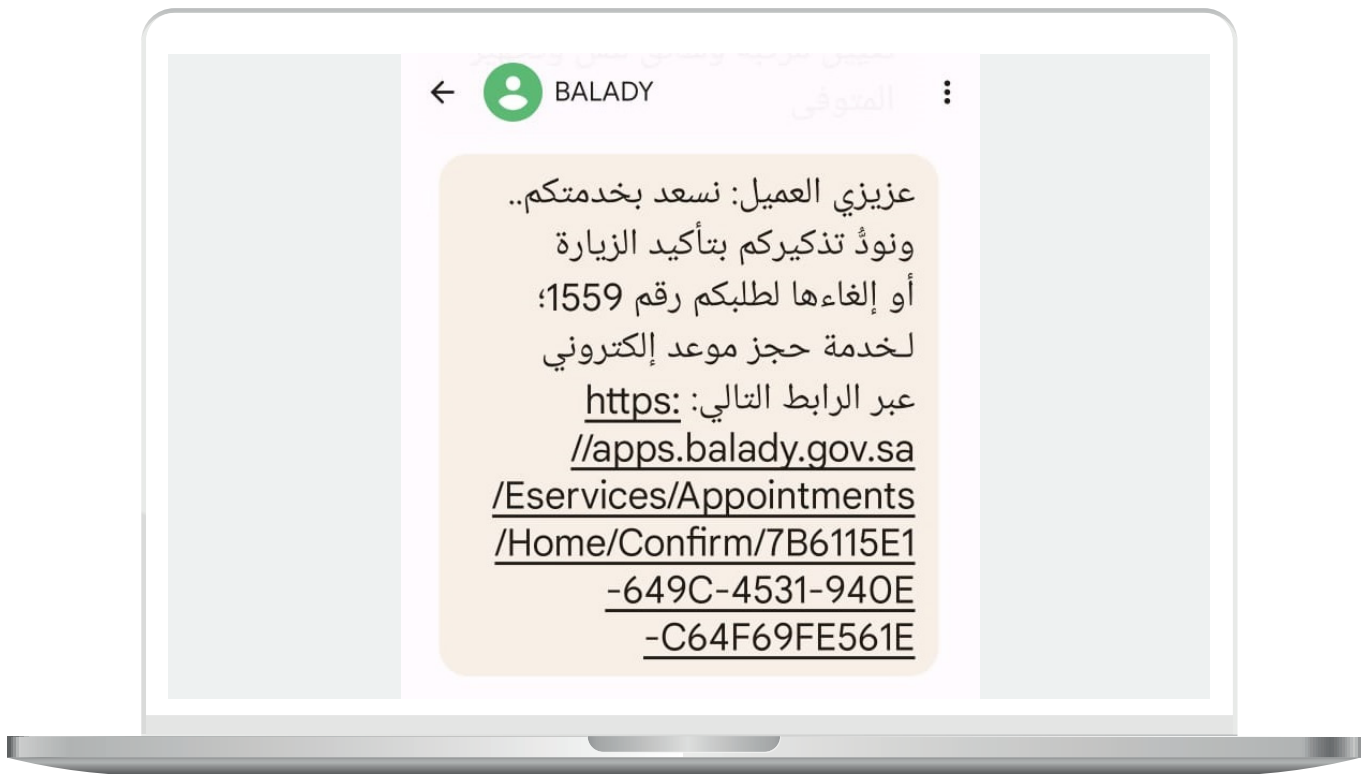 المتوفى
BALADY
عزيزي العميل: نسعد بخدمتكم..
ونودُّ تذكيركم بتأكيد الزيارة
أو إلغاءها لطلبكم رقم 1559؛
لـخدمة حجز موعد إلكتروني
عبر الرابط التالي: https:
//apps.balady.gov.sa
/Eservices/Appointments
/Home/Confirm/7B6115E1
-649C-4531-940E
-C64F69FE561E